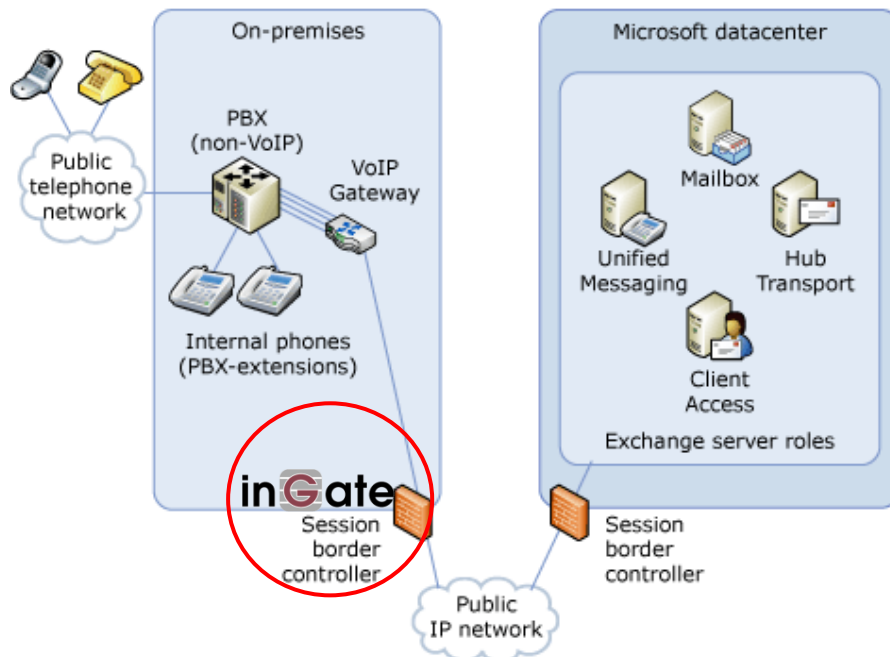 On-premises
Microsoft datacenter
Public
telephone
network
PBX
(non-VoIP)
VoIP
Gateway
Internal phones
(PBX-extensions)
Mailbox
Unified
Messaging
Hub
Transport
Client
Access
Exchange server roles
inGate
Session
border
controller
Session
border
controller
Public
IP network